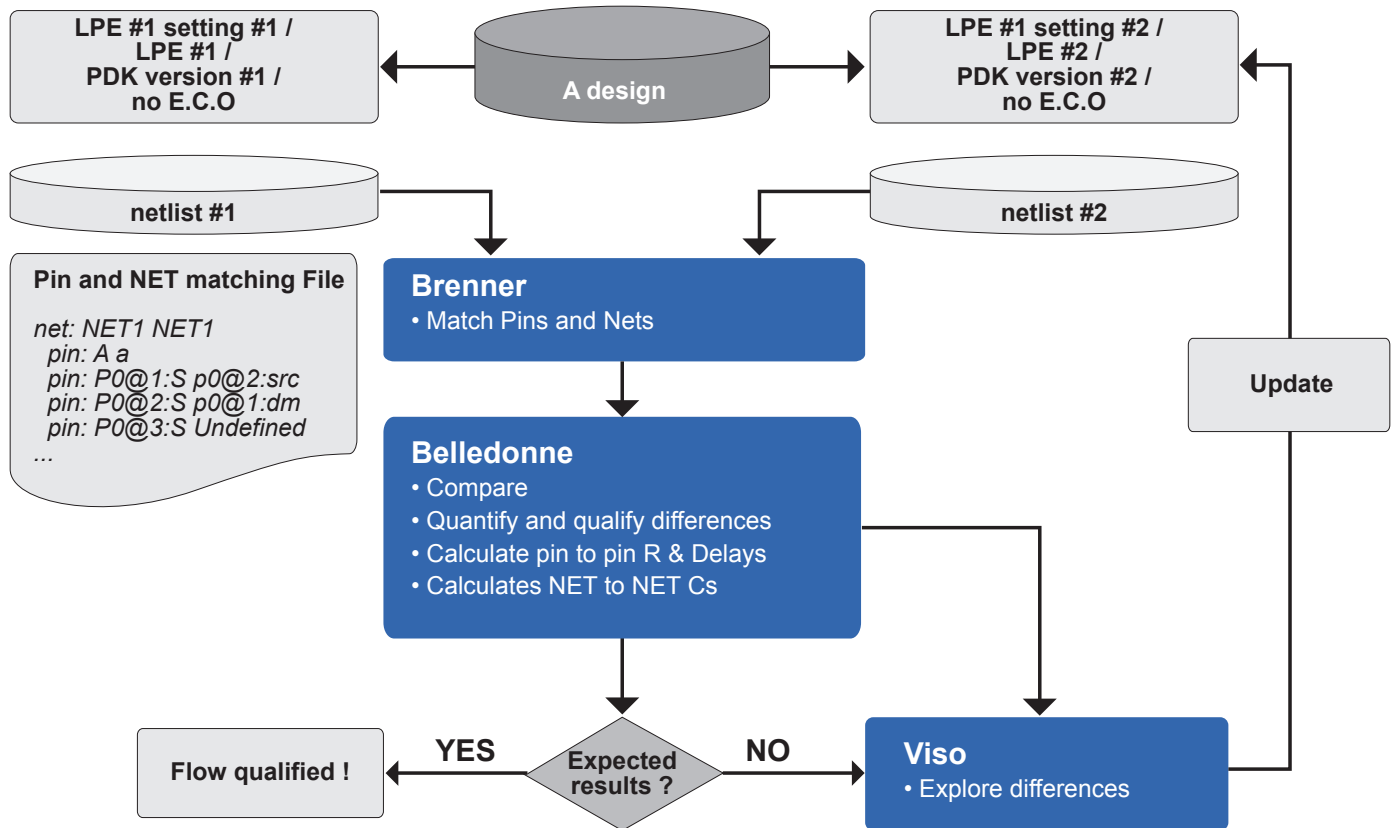 LPE #1 setting #1 /
LPE #1 /
PDK version #1 /
no E.C.O
A design
LPE #1 setting #2 /
LPE #2 /
PDK version #2 /
no E.C.O
netlist #1
netlist #2
Pin and NET matching File
net: NET1 NET1
pin: A a
pin: P0@1:S p0@2:src
pin: P0@2:S p0@1:dm
pin: P0@3:S Undefined
...
Brenner
• Match Pins and Nets
Update
Belledonne
• Compare
• Quantify and qualify differences
• Calculate pin to pin R & Delays
• Calculates NET to NET Cs
Flow qualified !
YES
Expected
results ?
NO
Viso
• Explore differences